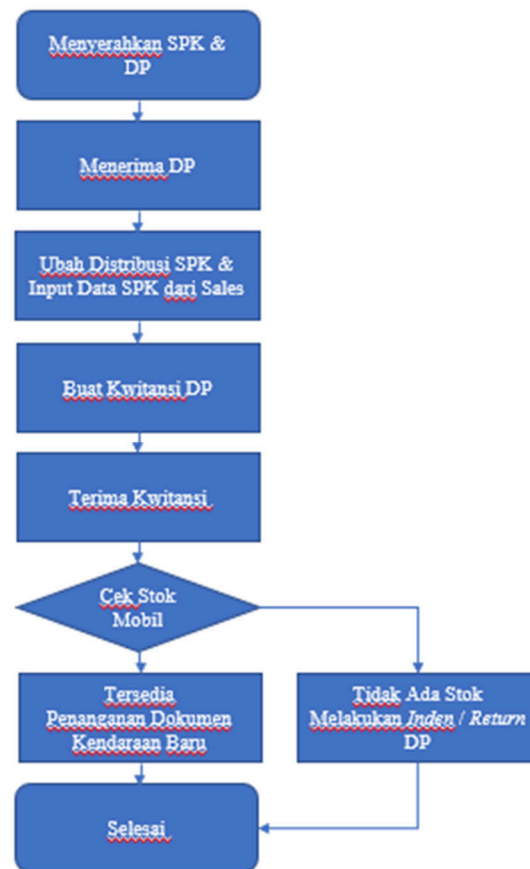 Menyerahkan SPK &
DP
Menerima DP
Ubah Distribusi SPK &
Input Data SPK dari Sales
Buat Kwitansi DP
Terima Kwitansi
Cek Stok
Mobil
Tersedia
Penanganan Dokumen
Kendaraan Baru
Tidak Ada Stok
Melakukan Inden / Return
DP
Selesai